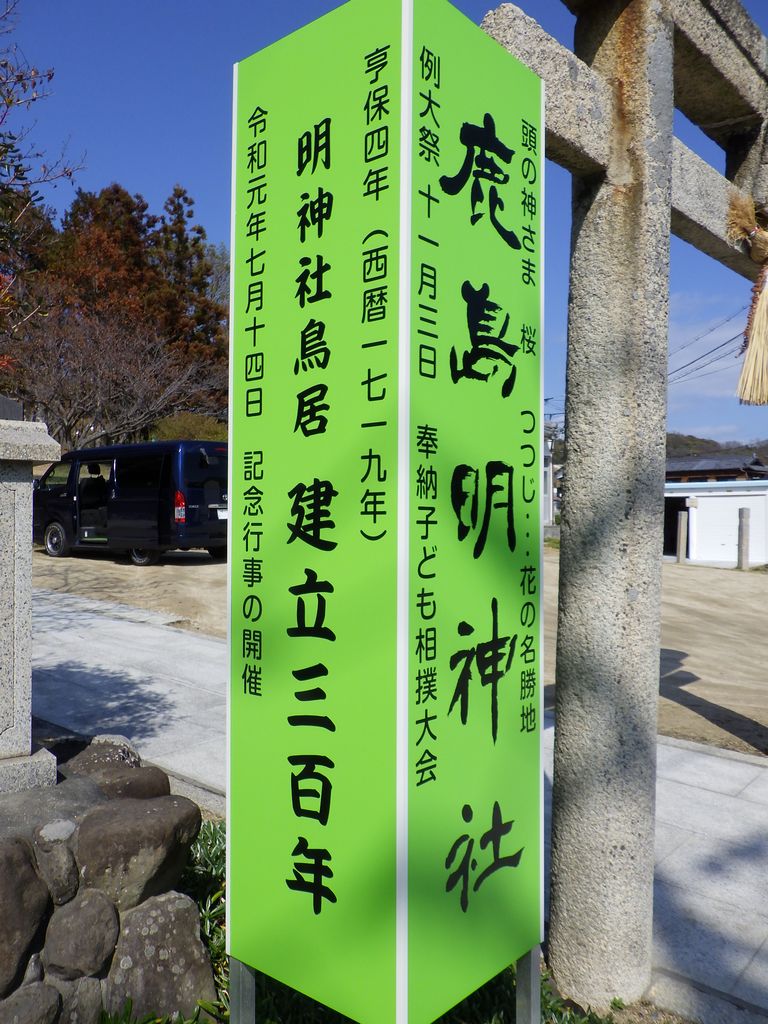 頭の神さま 桜 つつじ・・・花の名勝地
鹿島明神社
例大祭 十一月三日 奉納子ども相撲大会
亨保四年（西暦一七一九年）
明神社鳥居 建立三百年
令和元年七月十四日 記念行事の開催